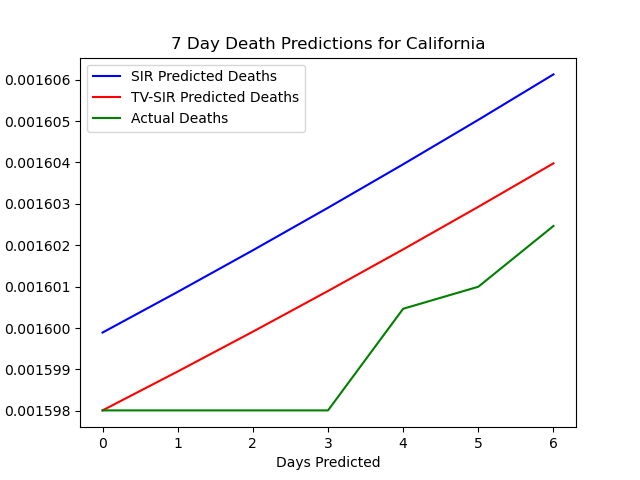 7 Day Death Predictions for California
SIR Predicted Deaths
TV-SIR Predicted Deaths
Actual Deaths
0.001606
0.001605
0.001604
0.001603
0.001602
0.001601
0.001600
0.001599
0.001598
0 1 2 3 4 5 6
Days Predicted